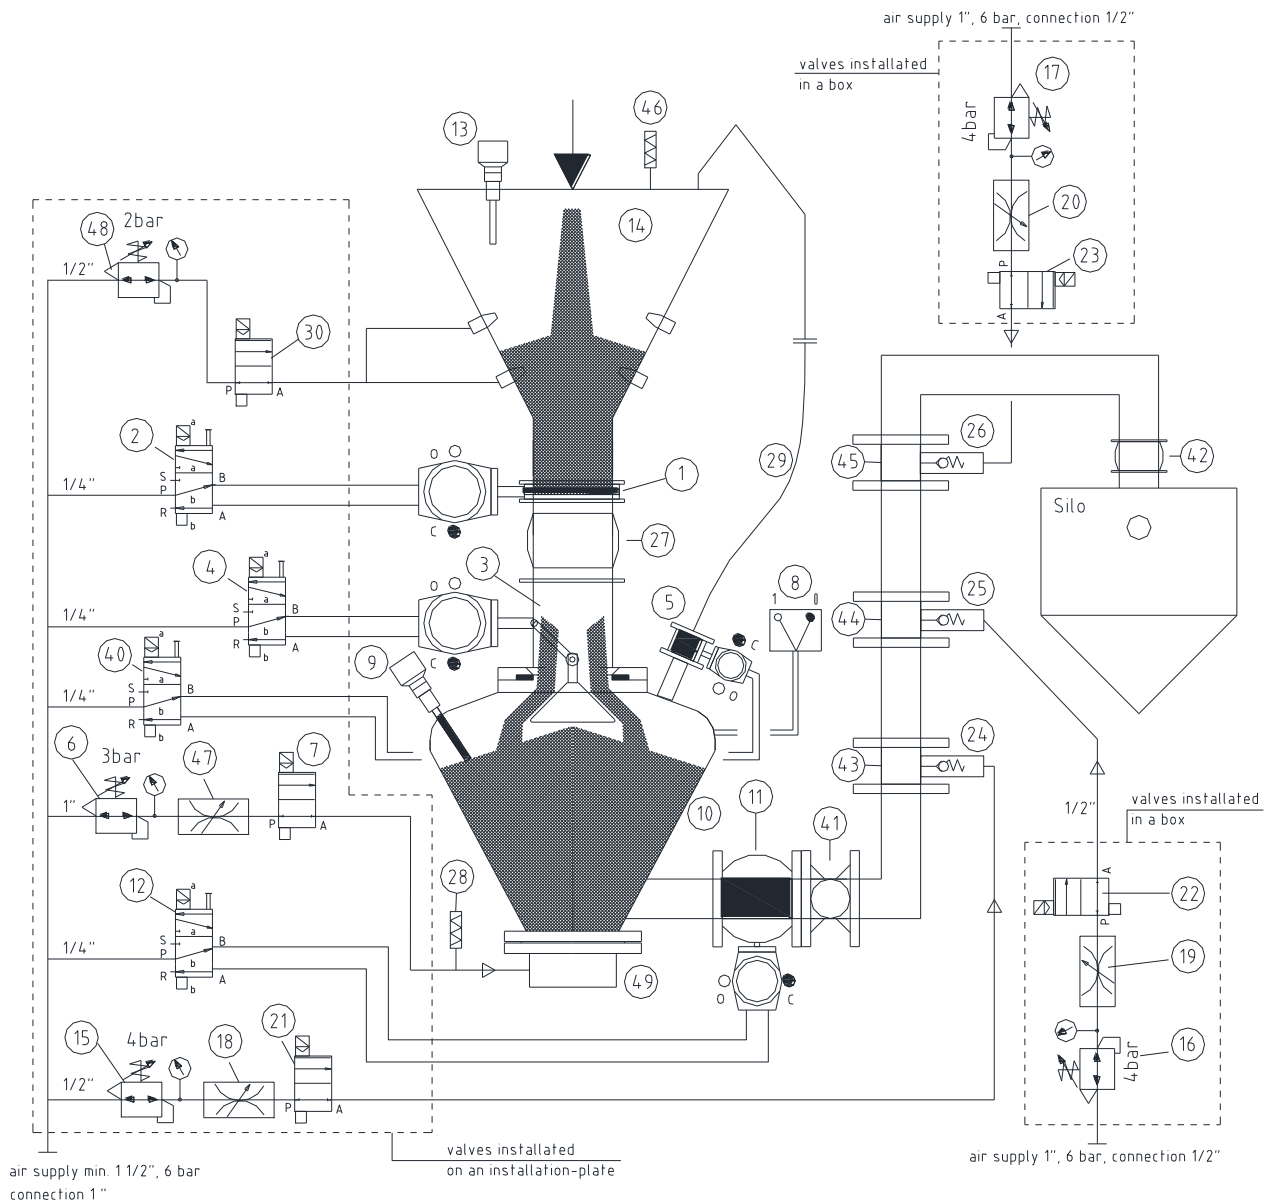 air supply 1", 6 bar, connection 1/2"
valves installated
in a box
17
4bar
20
P
23
A
13
46
14
48
2bar
1/2"
30
P
A
2
a
a
S
P
B
b
R
A
b
1/4"
O
C
1
27
29
26
45
42
Silo
4
a
a
S
P
B
b
R
A
b
1/4"
O
C
3
5
C
O
8
1
0
25
44
40
a
a
S
P
B
b
R
A
b
1/4"
9
6
3bar
47
7
1"
P
A
10
11
41
24
43
1/2"
valves installated
in a box
12
a
a
S
P
B
b
R
A
b
1/4"
28
49
O
C
A
22
P
19
15
4bar
18
21
1/2"
P
A
16
4bar
air supply min. 1 1/2", 6 bar
connection 1 "
valves installated
on an installation-plate
air supply 1", 6 bar, connection 1/2"